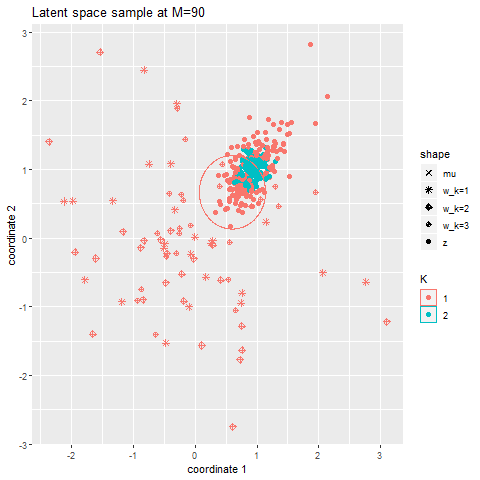 Latent space sample at M=90
3
2
1
0
-1
-2
-3
coordinate 2
-2
-1
0
1
2
3
coordinate 1
shape
mu
w_k=1
w_k=2
w_k=3
z
K
1
2